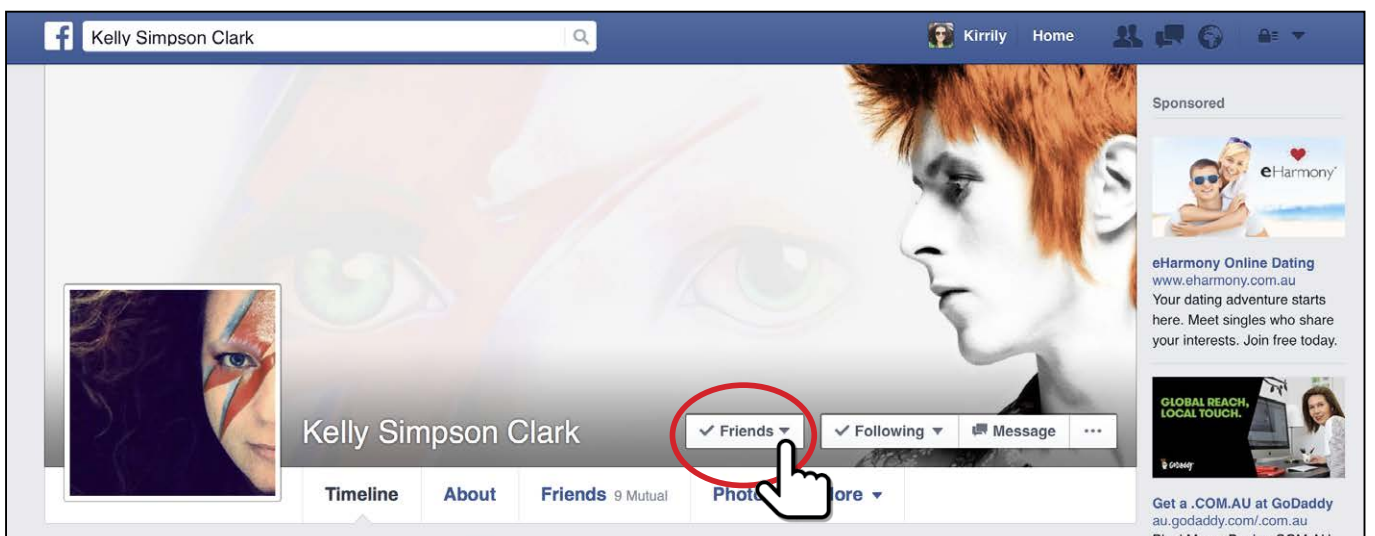 f
Kelly Simpson Clark
Kirrily Home
Kelly Simpson Clark
Friends
Following
Message
...
Timeline About Friends 9 Mutual
Sponsored
eHarmony
eHarmony Online Dating
www.eharmony.com.au
Your dating adventure starts
here. Meet singles who share
your interests. Join free today.
GLOBAL REACH,
LOCAL TOUCH.
GoDaddy
Get a .COM.AU at GoDaddy
au.godaddy.com/.com.au